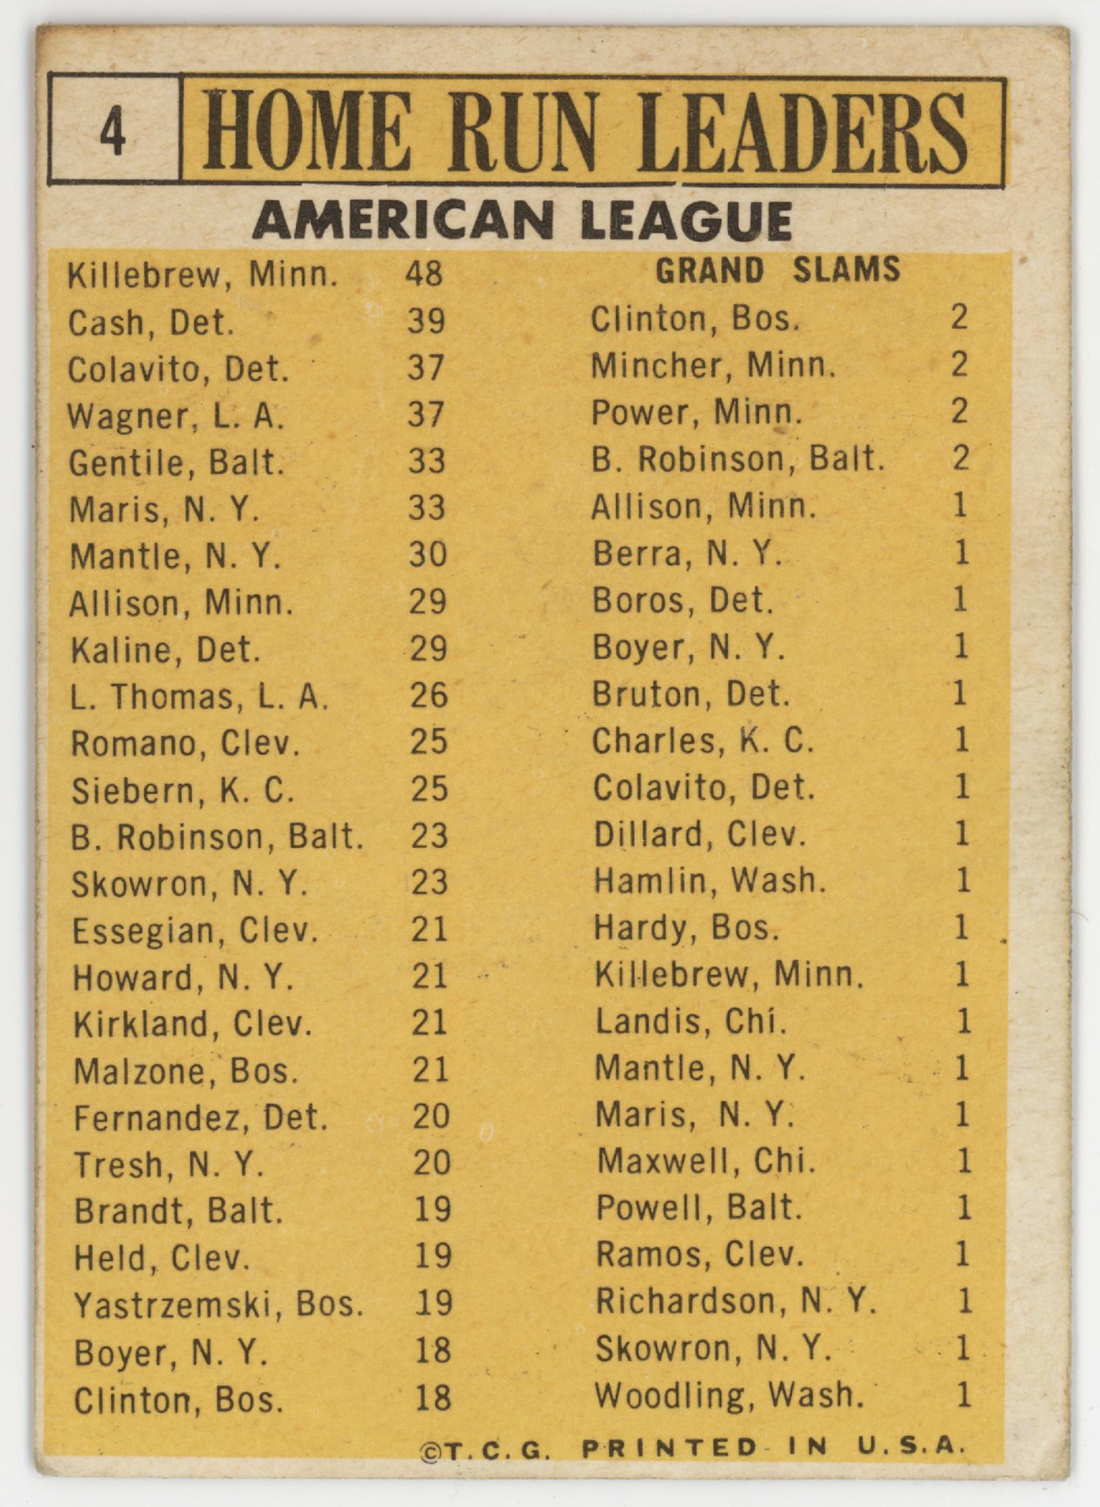 4 HOME RUN LEADERS
AMERICAN LEAGUE
Killebrew, Minn. 48
Cash, Det. 39
Colavito, Det. 37
Wagner, L. A. 37
Gentile, Balt. 33
Maris, N. Y. 33
Mantle, N. Y. 30
Allison, Minn. 29
Kaline, Det. 29
L. Thomas, L. A. 26
Romano, Clev. 25
Siebern, K. C. 25
B. Robinson, Balt. 23
Skowron, N. Y. 23
Essegian, Clev. 21
Howard, N. Y. 21
Kirkland, Clev. 21
Malzone, Bos. 21
Fernandez, Det. 20
Tresh, N. Y. 20
Brandt, Balt. 19
Held, Clev. 19
Yastrzemski, Bos. 19
Boyer, N. Y. 18
Clinton, Bos. 18
GRAND SLAMS
Clinton, Bos. 2
Mincher, Minn. 2
Power, Minn. 2
B. Robinson, Balt. 2
Allison, Minn. 1
Berra, N. Y. 1
Boros, Det. 1
Boyer, N. Y. 1
Bruton, Det. 1
Charles, K. C. 1
Colavito, Det. 1
Dillard, Clev. 1
Hamlin, Wash. 1
Hardy, Bos. 1
Killebrew, Minn. 1
Landis, Chi. 1
Mantle, N. Y. 1
Maris, N. Y. 1
Maxwell, Chi. 1
Powell, Balt. 1
Ramos, Clev. 1
Richardson, N. Y. 1
Skowron, N. Y. 1
Woodling, Wash. 1
©T.C.G. PRINTED IN U.S.A.